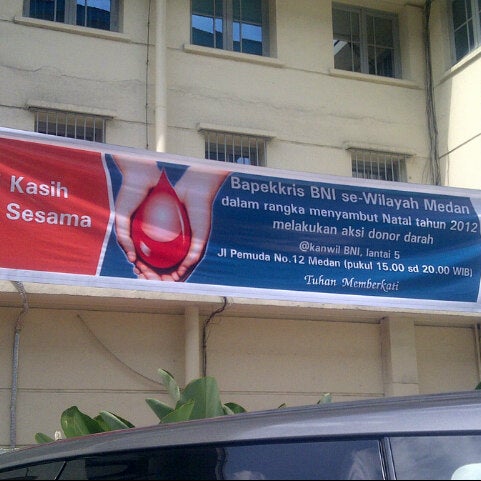 Kasih
Sesama
Bapekkris BNI se-Wilayah Medan
dalam rangka menyambut Natal tahun 2012
melakukan aksi donor darah
@kanwil BNI, lantai 5
Jl Pemuda No.12 Medan (pukul 15.00 sd 20.00 WIB)
Tuhan Memberkati